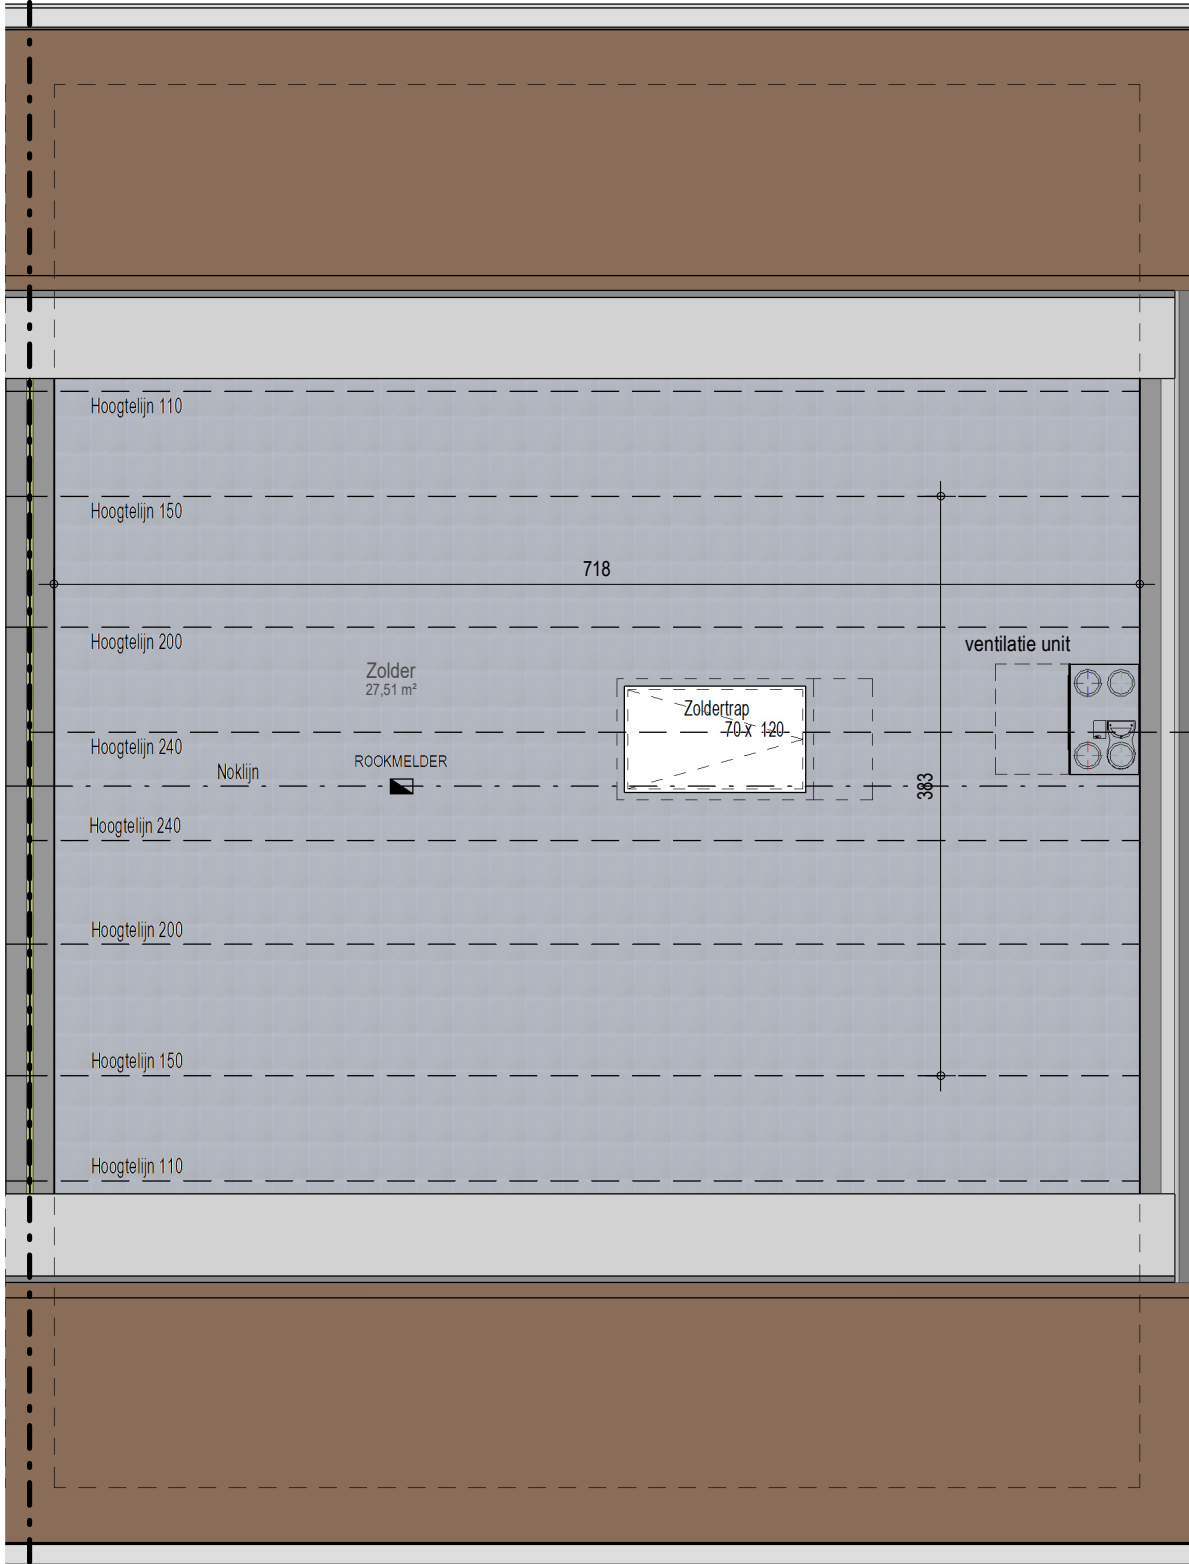 Hoogtelijn 110
Hoogtelijn 150
718
Hoogtelijn 200
ventilatie unit
Zolder
27,51 m²
Zoldertrap
70 x 120
Hoogtelijn 240
ROOKMELDER
Noklijn
383
Hoogtelijn 240
Hoogtelijn 200
Hoogtelijn 150
Hoogtelijn 110